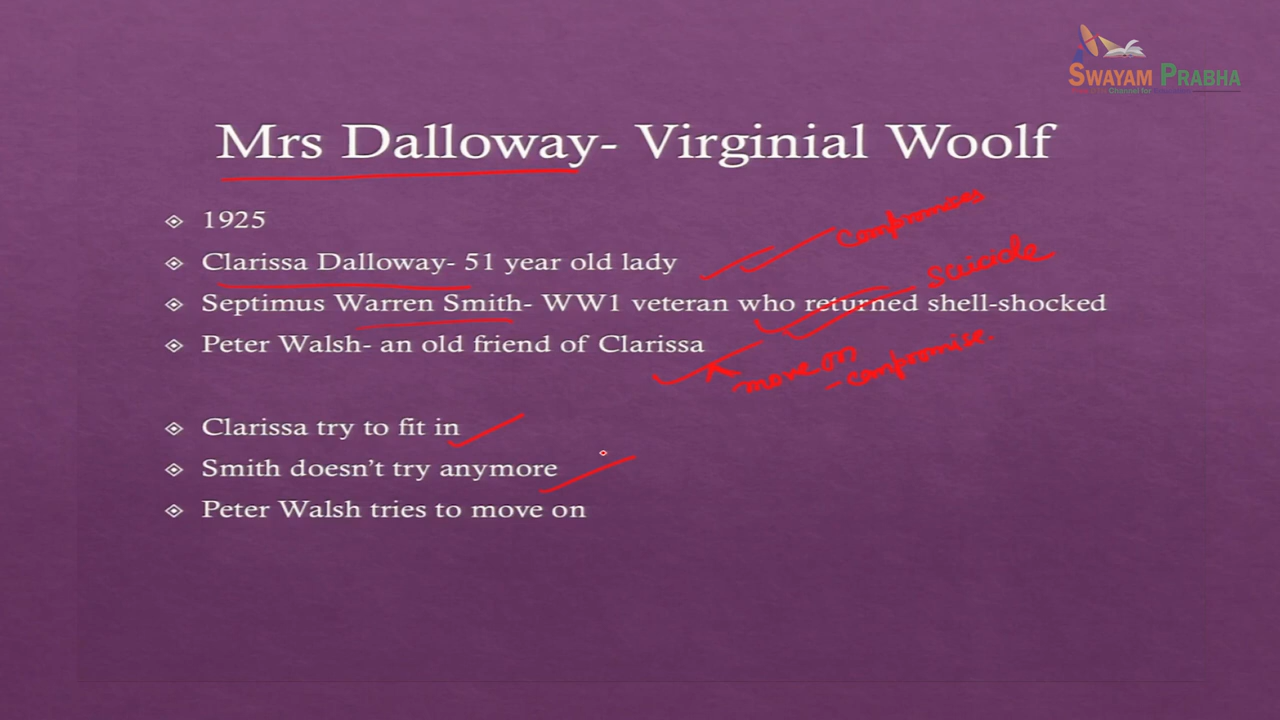 SWAYAM PRABHA
Mrs Dalloway- Virginial Woolf
1925
Clarissa Dalloway- 51 year old lady
compromises
Septimus Warren Smith- WW1 veteran who returned shell-shocked
suicide
Peter Walsh- an old friend of Clarissa
move on
- compromise.
Clarissa try to fit in
Smith doesn't try anymore
Peter Walsh tries to move on